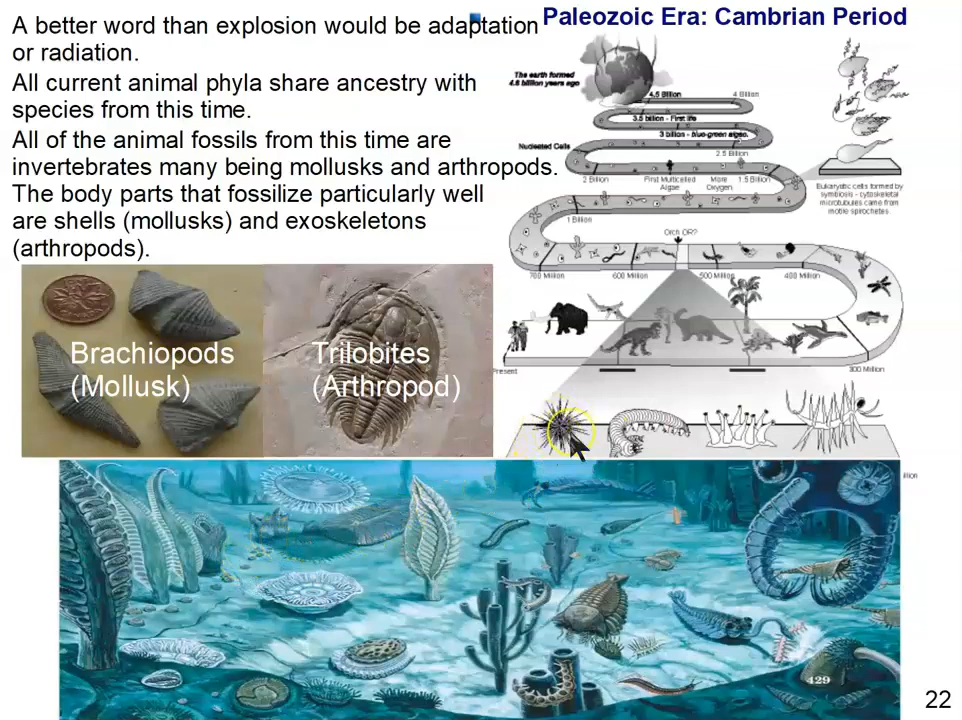 A better word than explosion would be adaptation
or radiation.
All current animal phyla share ancestry with
species from this time.
All of the animal fossils from this time are
invertebrates many being mollusks and arthropods.
The body parts that fossilize particularly well
are shells (mollusks) and exoskeletons
(arthropods).
Paleozoic Era: Cambrian Period
The earth formed
4.6 billion years ago
4.5 Billion
4 Billion
3.5 billion - First life
3 billion - blue-green algae.
Nucleated Cells
2.5 Billion
2 Billion
First Multicelled
Algae
More
Oxygen
1.5 Billion
Eukaryotic cells formed by
symbiosis - cytoskeletal
microtubules came from
motile spirochetes.
1 Billion
Orch OR?
700 Million
600 Million
500 Million
400 Million
Present
300 Million
Brachiopods
(Mollusk)
Trilobites
(Arthropod)
illion
429
22